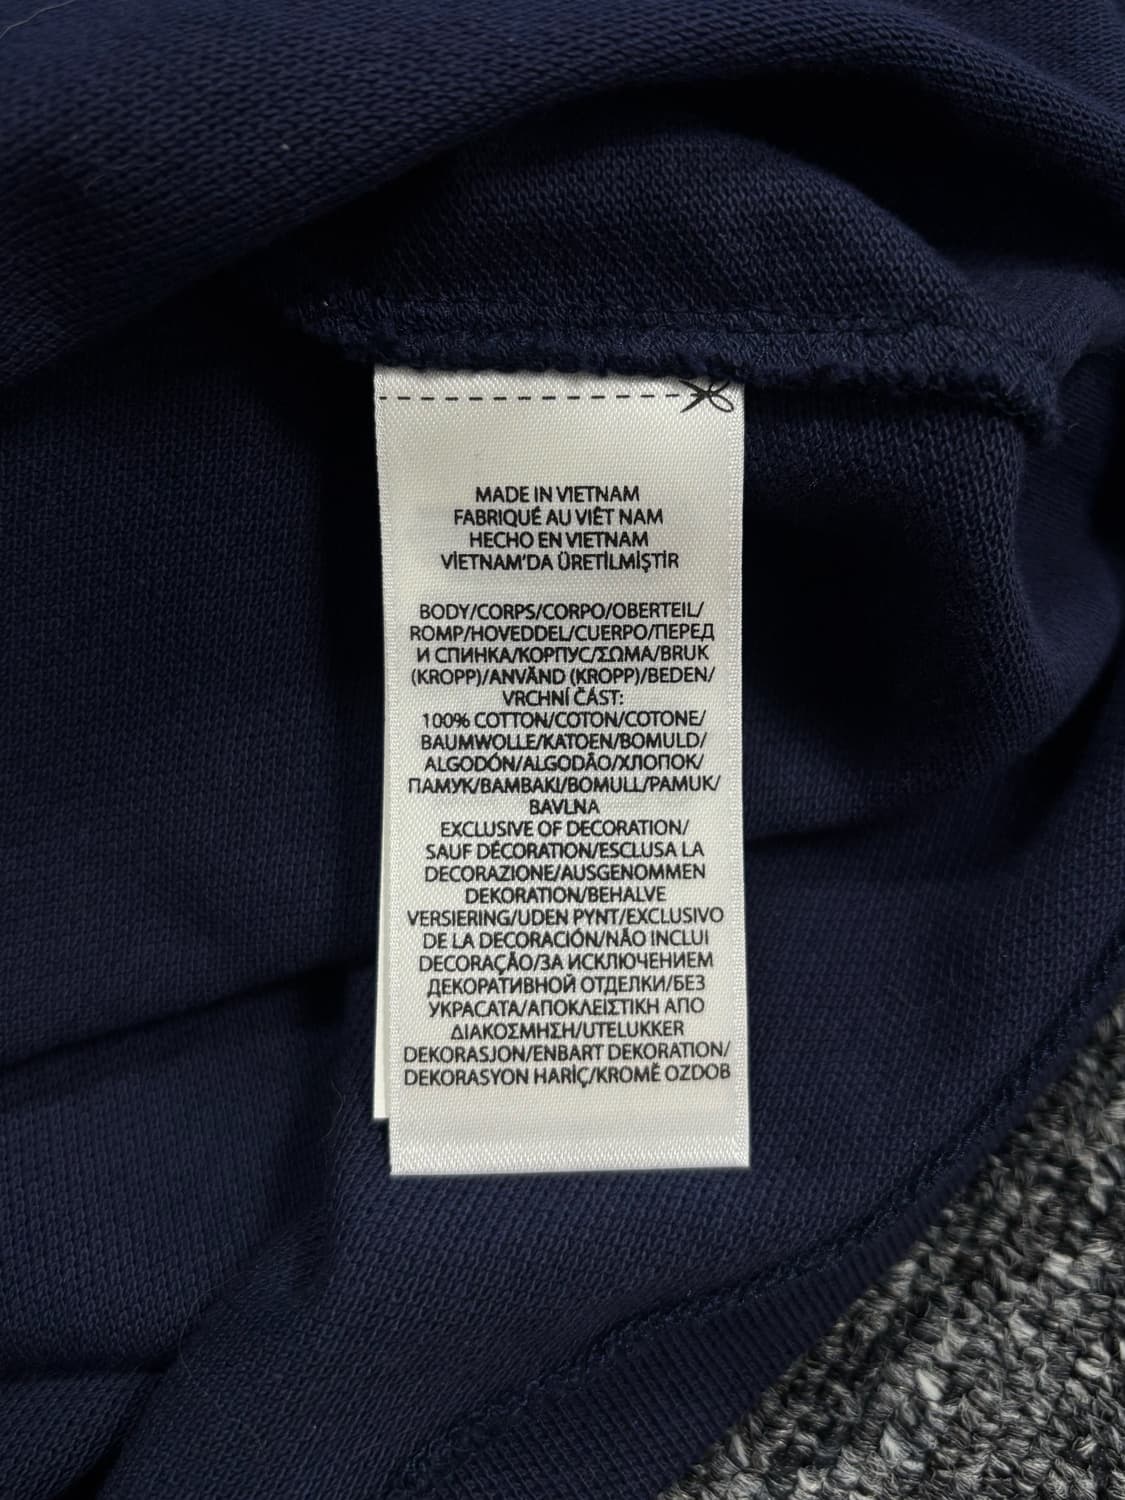 MADE IN VIETNAM
FABRIQUÉ AU VIÊT NAM
HECHO EN VIETNAM
VİETNAM'DA ÜRETİLMİŞTİR
BODY/CORPS/CORPO/OBERTEIL/
ROMP/HOVEDDEL/CUERPO/ПЕРЕД
И СПИНКА/КОРПУС/ΣΩΜΑ/BRUK
(KROPP)/ANVÄND (KROPP)/BEDEN/
VRCHNÍ ČÁST:
100% COTTON/COTON/COTONE/
BAUMWOLLE/KATOEN/BOMULD/
ALGODÓN/ALGODÃO/ХЛОПОК/
ПАМУК/ΒΑΜΒΑΚΙ/BOMULL/PAMUK/
BAVLNA
EXCLUSIVE OF DECORATION/
SAUF DÉCORATION/ESCLUSA LA
DECORAZIONE/AUSGENOMMEN
DEKORATION/BEHALVE
VERSIERING/UDEN PYNT/EXCLUSIVO
DE LA DECORACIÓN/NÃO INCLUI
DECORAÇÃO/ЗА ИСКЛЮЧЕНИЕМ
ДЕКОРАТИВНОЙ ОТДЕЛКИ/БЕЗ
УКРАСАТА/ΑΠΟΚΛΕΙΣΤΙΚΗ ΑΠΟ
ΔΙΑΚΟΣΜΗΣΗ/UTELUKKER
DEKORASJON/ENBART DEKORATION/
DEKORASYON HARİÇ/KROMĚ OZDOB